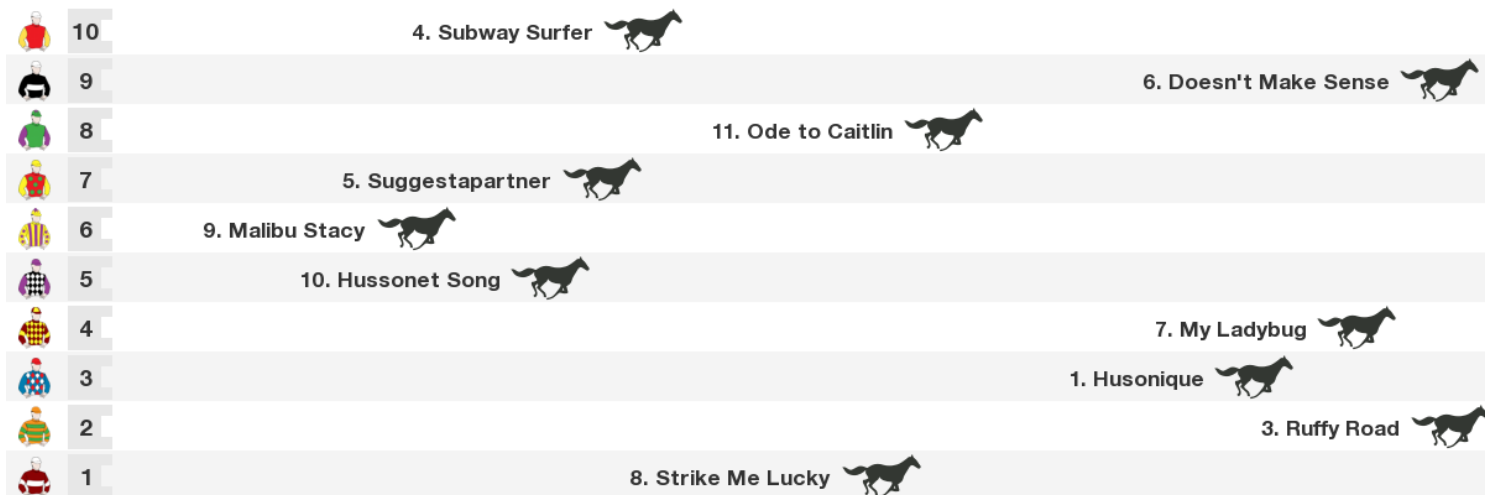 10 4. Subway Surfer
9 6. Doesn't Make Sense
8 11. Ode to Caitlin
7 5. Suggestapartner
6 9. Malibu Stacy
5 10. Hussonet Song
4 7. My Ladybug
3 1. Husonique
2 3. Ruffy Road
1 8. Strike Me Lucky